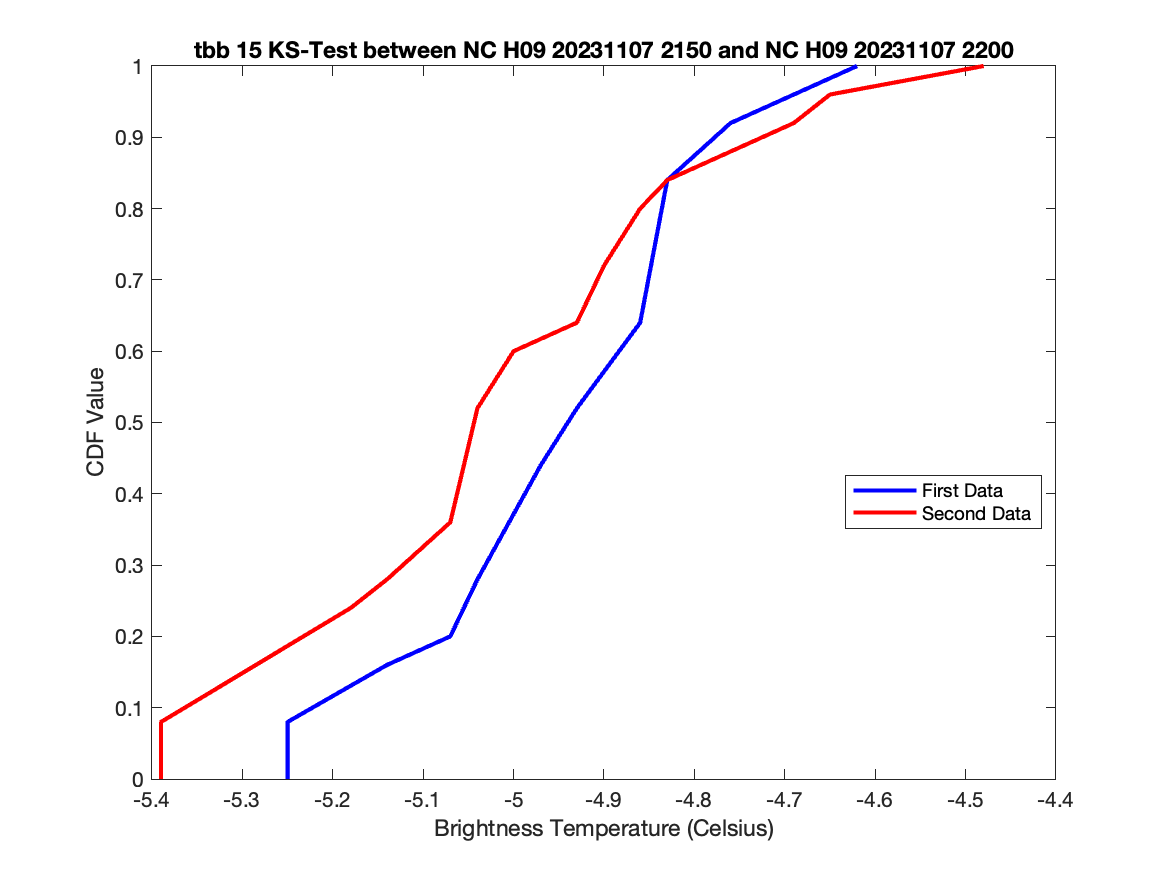 tbb 15 KS-Test between NC H09 20231107 2150 and NC H09 20231107 2200
1
0.9
0.8
0.7
0.6
0.5
0.4
0.3
0.2
0.1
0
CDF Value
First Data
Second Data
-5.4 -5.3 -5.2 -5.1 -5 -4.9 -4.8 -4.7 -4.6 -4.5 -4.4
Brightness Temperature (Celsius)